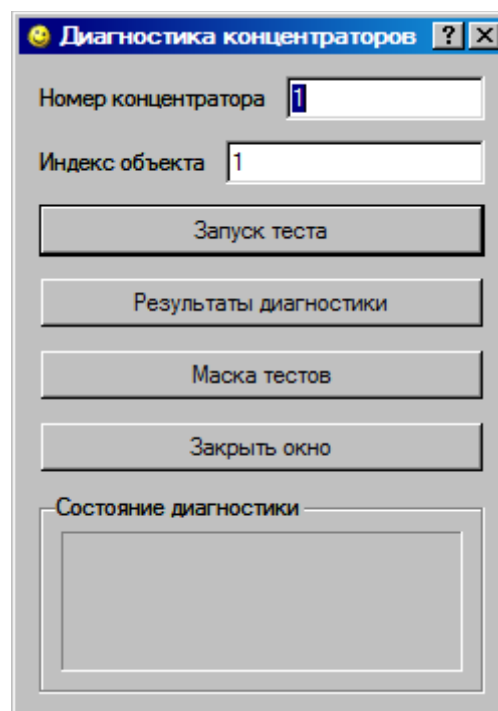 Диагностика концентраторов
Номер концентратора 1
Индекс объекта 1
Запуск теста
Результаты диагностики
Маска тестов
Закрыть окно
Состояние диагностики